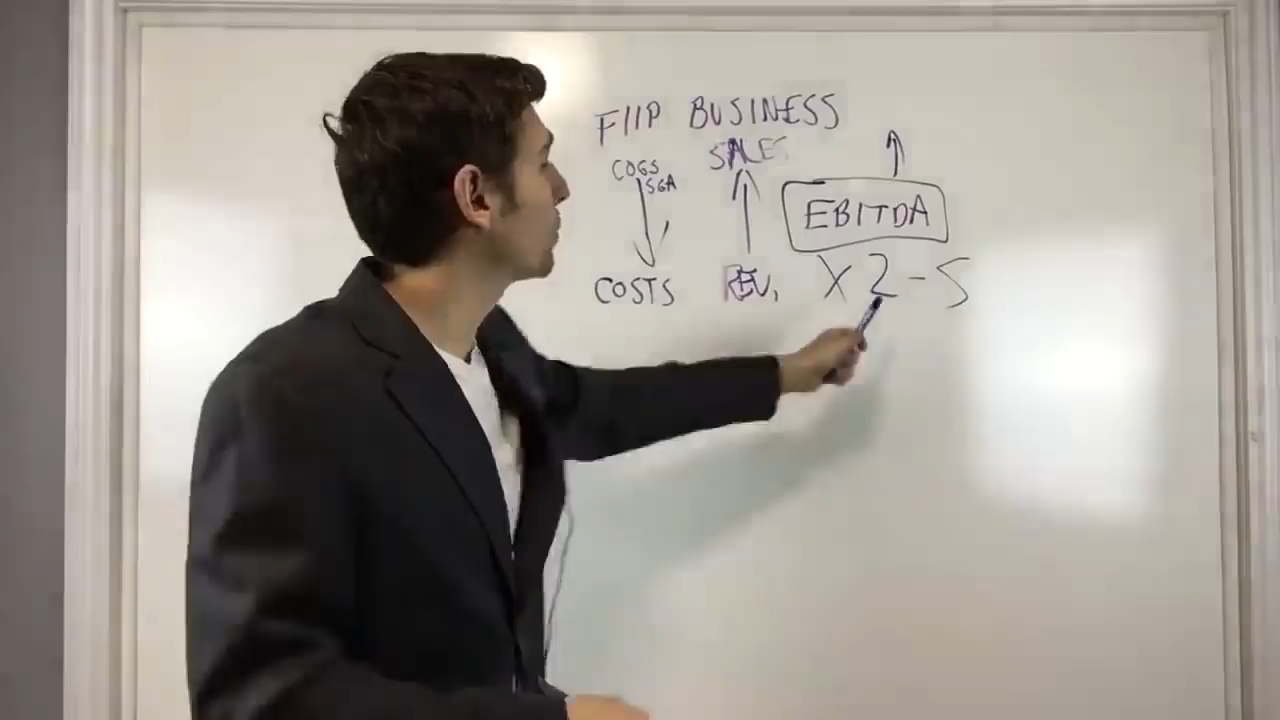 FlIP BUSINESS
SALES
COGS
SGA
EBITDA
COSTS REV. X 2-5